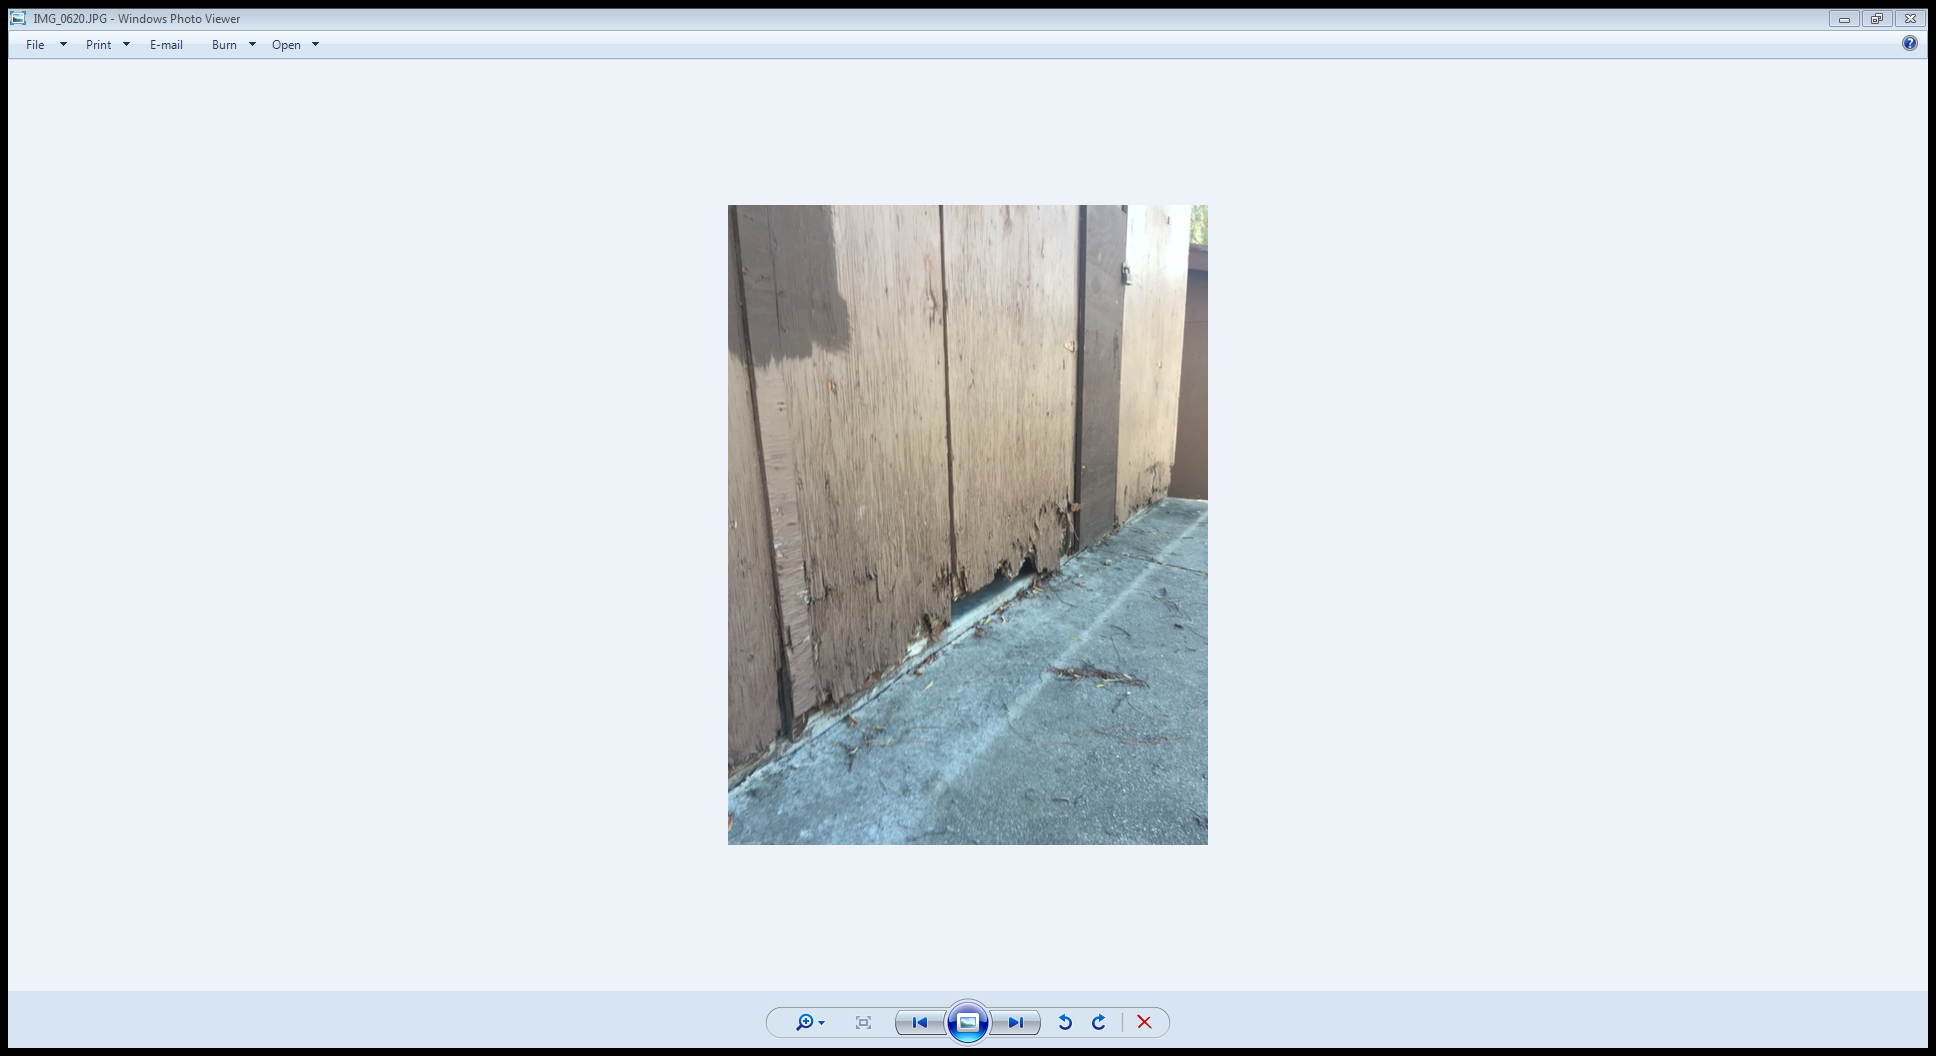 IMG_0620.JPG - Windows Photo Viewer
File Print E-mail Burn Open
?